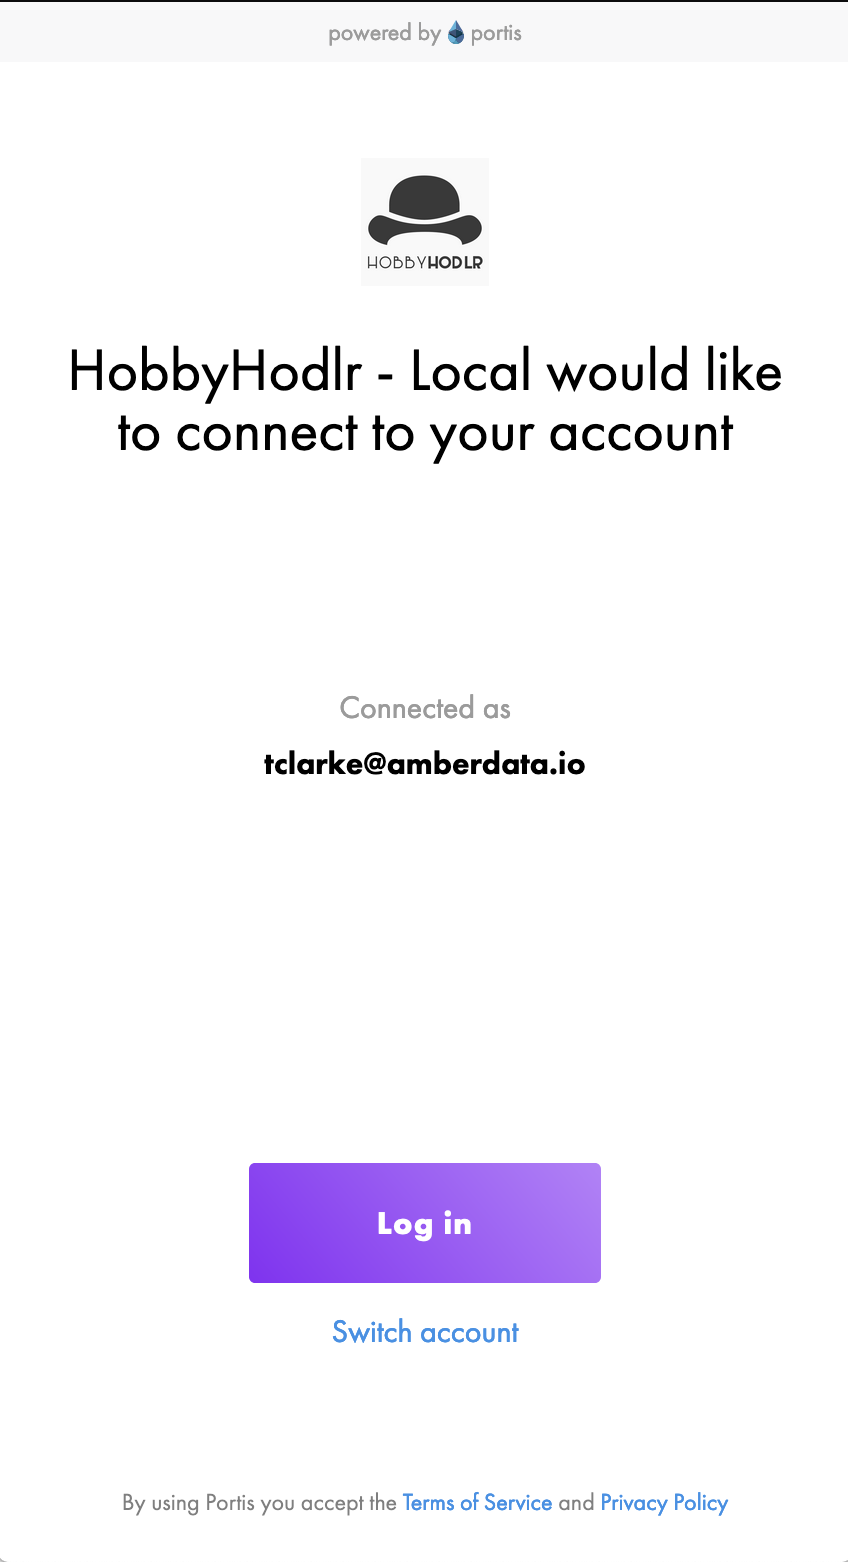 powered by portis
HOBBYHODLR
HobbyHodlr - Local would like
to connect to your account
Connected as
tclarke@amberdata.io
Log in
Switch account
By using Portis you accept the Terms of Service and Privacy Policy